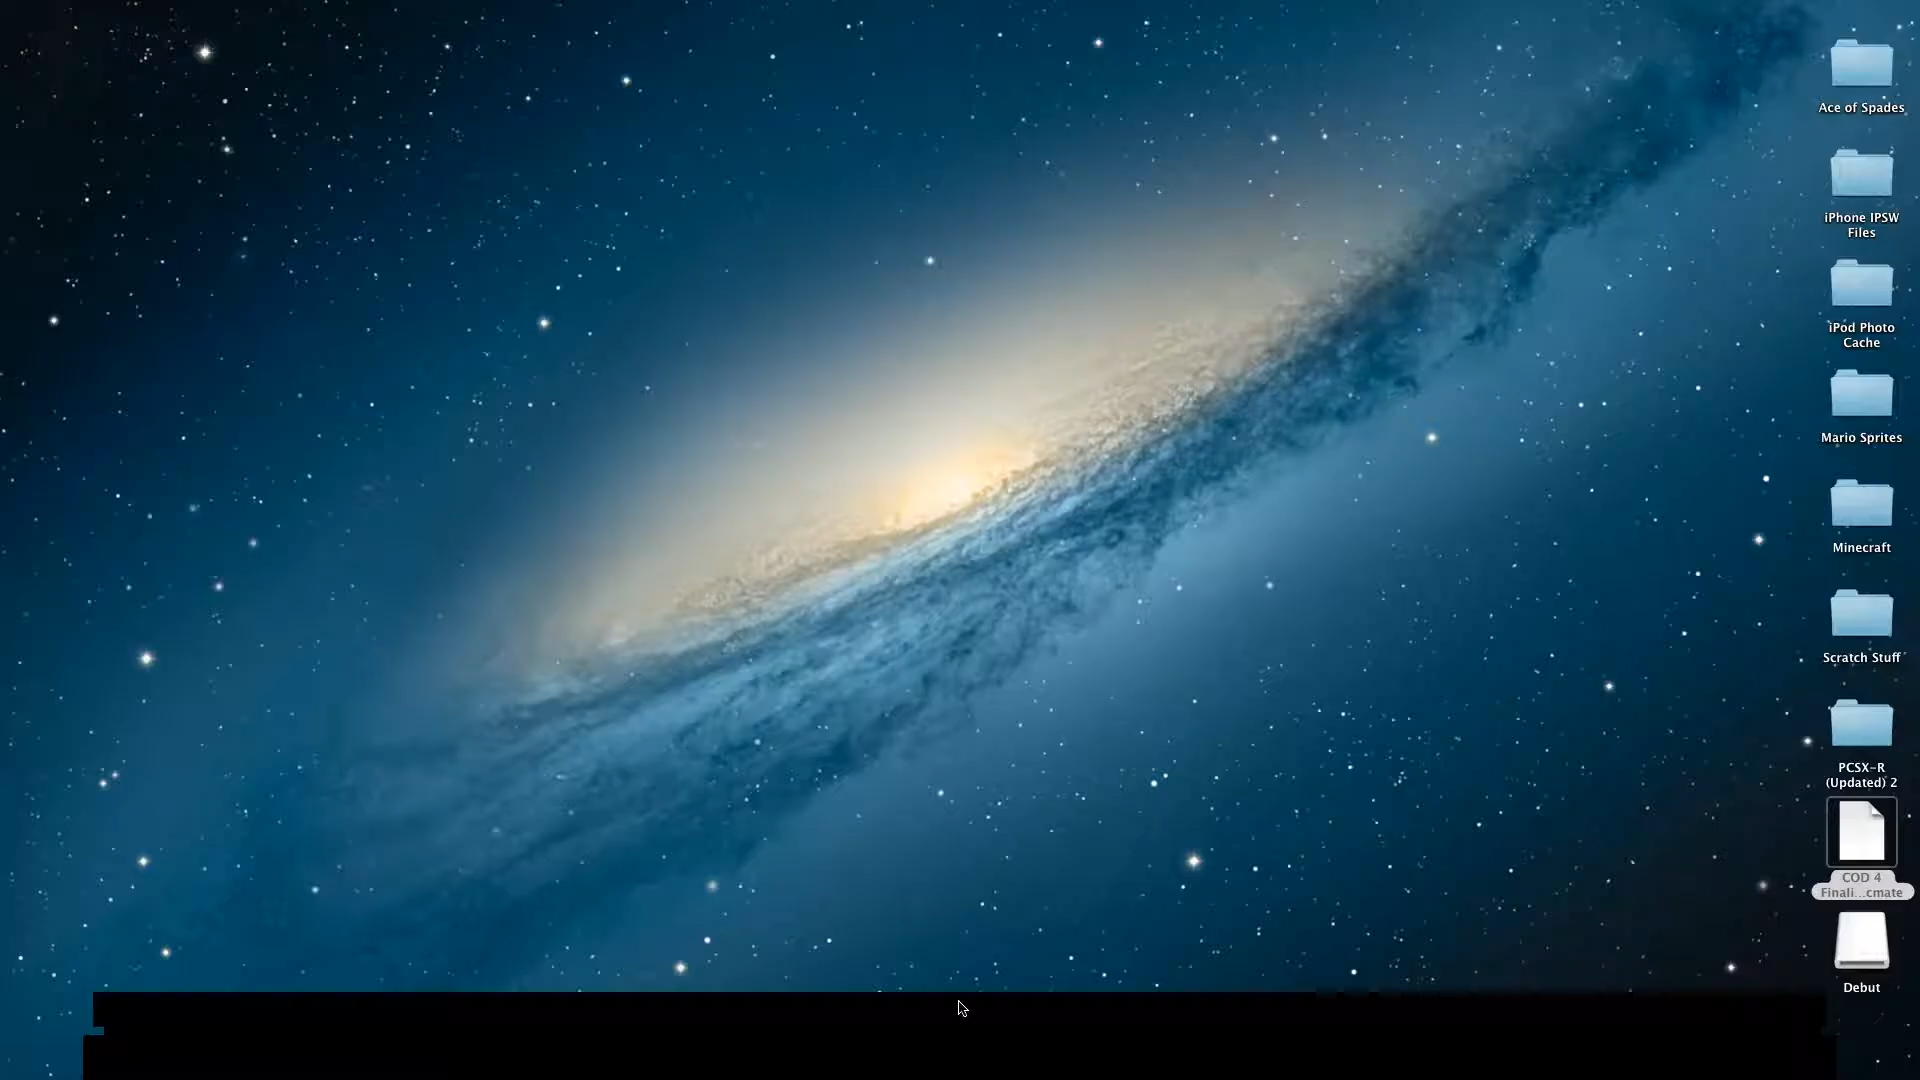 Ace of Spades
iPhone IPSW
Files
iPod Photo
Cache
Mario Sprites
Minecraft
Scratch Stuff
PCSX-R
(Updated) 2
COD 4
Finali...cmate
Debut